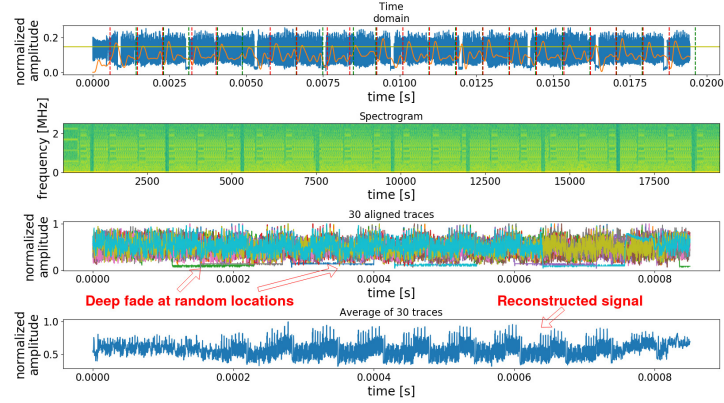 Time
domain
normalized
amplitude
0.2
0.0
0.0000 0.0025 0.0050 0.0075 0.0100 0.0125 0.0150 0.0175 0.0200
time [s]
Spectrogram
frequency [MHz]
2
0
2500 5000 7500 10000 12500 15000 17500
time [s]
30 aligned traces
normalized
amplitude
1
0
0.0000 0.0002 0.0004 0.0006 0.0008
time [s]
Deep fade at random locations
Reconstructed signal
Average of 30 traces
normalized
amplitude
1.0
0.5
0.0000 0.0002 0.0004 0.0006 0.0008
time [s]